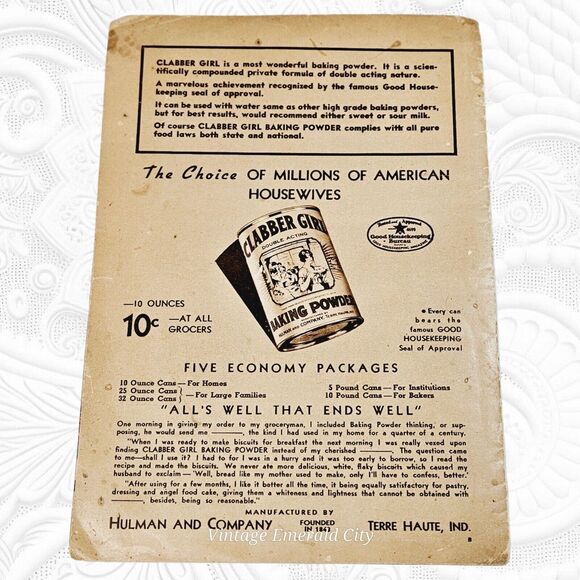 CLABBER GIRL is a most wonderful baking powder. It is a scien-
tifically compounded private formula of double acting nature.
A marvelous achievement recognized by the famous Good House-
keeping seal of approval.
It can be used with water same as other high grade baking powders,
but for best results, would recommend either sweet or sour milk.
Of course CLABBER GIRL BAKING POWDER complies with all pure
food laws both state and national.
The Choice OF MILLIONS OF AMERICAN
HOUSEWIVES
CLABBER GIRL
DOUBLE ACTING
BAKING POWDER
HULMAN AND COMPANY TERRE HAUTE, IND.
Good Housekeeping
Bureau
—10 OUNCES
10c —AT ALL
GROCERS
• Every can
bears the
famous GOOD
HOUSEKEEPING
Seal of Approval
FIVE ECONOMY PACKAGES
10 Ounce Cans—For Homes
25 Ounce Cans
32 Ounce Cans
—For Large Families
5 Pound Cans—For Institutions
10 Pound Cans—For Bakers
"ALL'S WELL THAT ENDS WELL"
"One morning in giving my order to my groceryman, I included Baking Powder thinking, or sup-
posing, he would send me ————, the kind I had used in my home for a quarter of a century.
"When I was ready to make biscuits for breakfast the next morning I was really vexed upon
finding CLABBER GIRL BAKING POWDER instead of my cherished ————. The question came
to me—shall I use it? I had to for I was in a hurry and it was too early to borrow, so I read the
recipe and made the biscuits. We never ate more delicious, white, flaky biscuits which caused my
husband to exclaim — 'Well, bread like my mother used to make, only I'll have to confess, better.'
"After using for a few months, I like it better all the time, it being equally satisfactory for pastry,
dressing and angel food cake, giving them a whiteness and lightness that cannot be obtained with
————, besides, being so reasonable."
MANUFACTURED BY
HULMAN AND COMPANY FOUNDED IN 1847 TERRE HAUTE, IND.
Vintage Emerald City
B